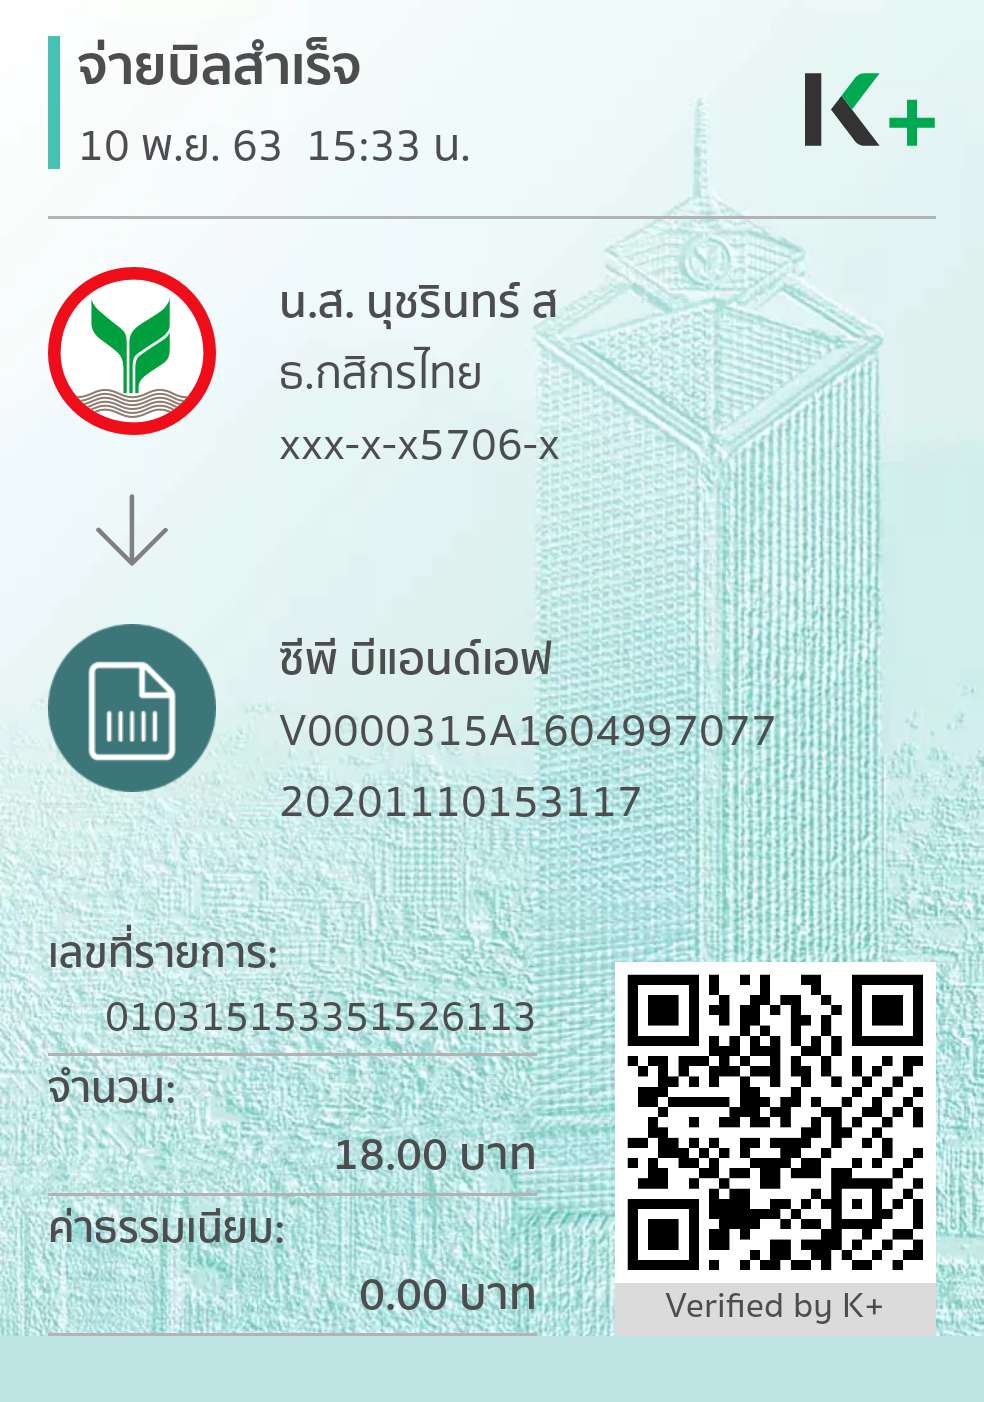 จ่ายบิลสำเร็จ
10 พ.ย. 63 15:33 น.
K+
น.ส. นุชรินทร์ ส
ธ.กสิกรไทย
xxx-x-x5706-x
ซีพี บีแอนด์เอฟ
V0000315A1604997077
20201110153117
เลขที่รายการ:
010315153351526113
จำนวน:
18.00 บาท
ค่าธรรมเนียม:
0.00 บาท
Verified by K+